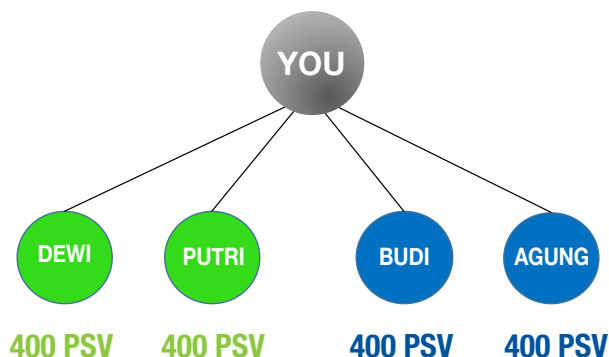 YOU
DEWI PUTRI BUDI AGUNG
400 PSV 400 PSV 400 PSV 400 PSV